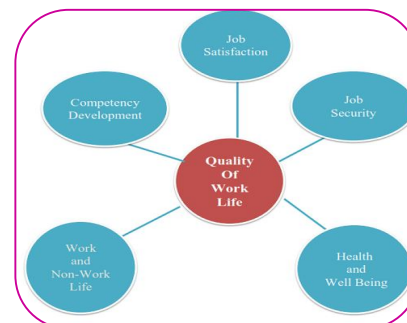 Job
Satisfaction
Competency
Development
Job
Security
Quality
Of
Work
Life
Work
and
Non-Work
Life
Health
and
Well Being